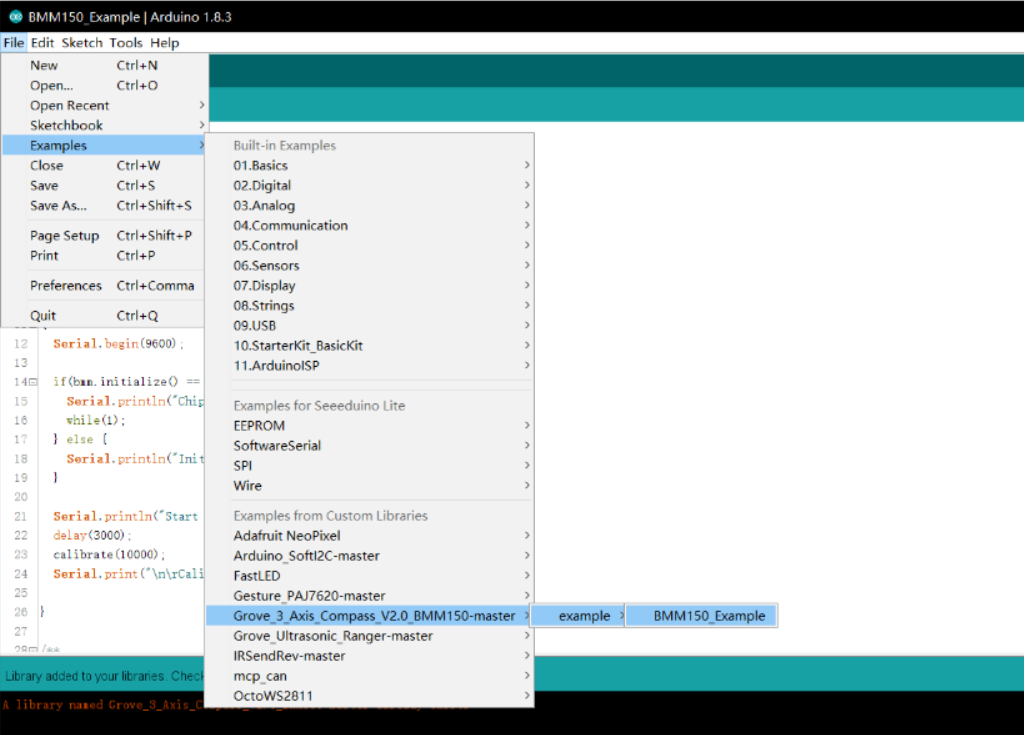 BMM150_Example | Arduino 1.8.3
File Edit Sketch Tools Help
New Ctrl+N
Open... Ctrl+O
Open Recent
Sketchbook
Examples
Close Ctrl+W
Save Ctrl+S
Save As... Ctrl+Shift+S
Page Setup Ctrl+Shift+P
Print Ctrl+P
Preferences Ctrl+Comma
Quit Ctrl+Q
Built-in Examples
01.Basics
02.Digital
03.Analog
04.Communication
05.Control
06.Sensors
07.Display
08.Strings
09.USB
10.StarterKit_BasicKit
11.ArduinoISP
Examples for Seeeduino Lite
EEPROM
SoftwareSerial
SPI
Wire
Examples from Custom Libraries
Adafruit NeoPixel
Arduino_SoftI2C-master
FastLED
Gesture_PAJ7620-master
Grove_3_Axis_Compass_V2.0_BMM150-master
Grove_Ultrasonic_Ranger-master
IRSendRev-master
mcp_can
OctoWS2811
example
BMM150_Example
12 Serial.begin(9600);
13
14 if(bmm.initialize() ==
15 Serial.println("Chip
16 while(1);
17 } else {
18 Serial.println("Init
19 }
20
21 Serial.println("Start
22 delay(3000);
23 calibrate(10000);
24 Serial.print("\n\rCali
25
26 }
27
28 /**
Library added to your libraries. Check
A library named Grove_3_Axis_C